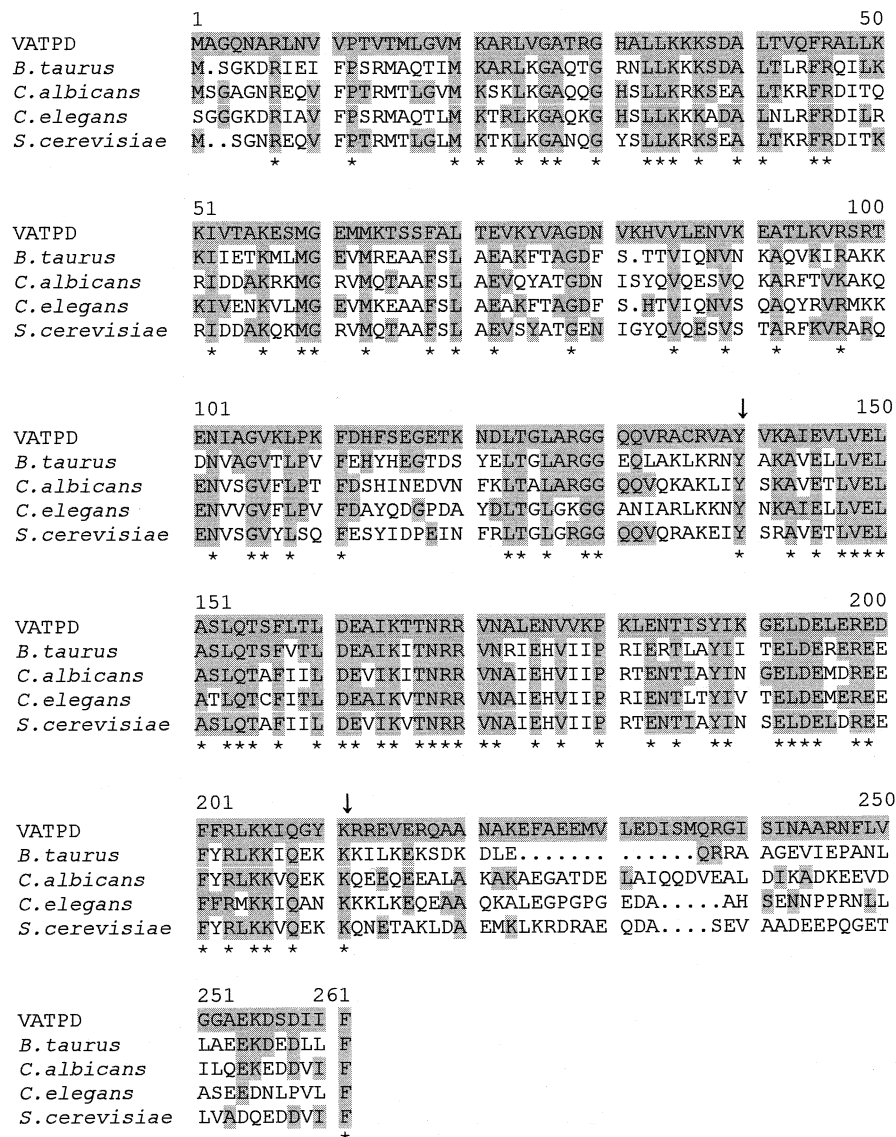 1 50
VATPD MAGQNARLNV VPTVTMLGVM KARLVGATRG HALLKKKSDA LTVQFRALLK
B.taurus M.SGKDRIEI FPSRMAQTIM KARLKGAQTG RNLLKKKSDA LTLRFRQILK
C.albicans MSGAGNREQV FPTRMTLGVM KSKLKGAQQG HSLLKRKSEA LTKRFRDITQ
C.elegans SGGGKDRIAV FPSRMAQTLM KTRLKGAQKG HSLLKKKADA LNLRFRDILR
S.cerevisiae M..SGNREQV FPTRMTLGLM KTKLKGANQG YSLLKRKSEA LTKRFRDITK
* * * * * ** * *** * * * **
51 100
VATPD KIVTAKESMG EMMKTSSFAL TEVKYVAGDN VKHVVLENVK EATLKVRSRT
B.taurus KIIETKMLMG EVMREAAFSL AEAKFTAGDF S.TTVIQNVN KAQVKIRAKK
C.albicans RIDDAKRKMG RVMQTAAFSL AEVQYATGDN ISYQVQESVQ KARFTVKAKQ
C.elegans KIVENKVLMG EVMKEAAFSL AEAKFTAGDF S.HTVIQNVS QAQYRVRMKK
S.cerevisiae RIDDAKQKMG RVMQTAAFSL AEVSYATGEN IGYQVQESVS TARFKVRARQ
* * ** * * * * * * * * *
↓
101 150
VATPD ENIAGVKLPK FDHFSEGETK NDLTGLARGG QQVRACRVAY VKAIEVLVEL
B.taurus DNVAGVTLPV FEHYHEGTDS YELTGLARGG EQLAKLKRNY AKAVELLVEL
C.albicans ENVSGVFLPT FDSHINEDVN FKLTALARGG QQVQKAKLIY SKAVETLVEL
C.elegans ENVVGVFLPV FDAYQDGPDA YDLTGLGKGG ANIARLKKNY NKAIELLVEL
S.cerevisiae ENVSGVYLSQ FESYIDPEIN FRLTGLGRGG QQVQRAKEIY SRAVETLVEL
* ** * * ** * ** * * * ****
151 200
VATPD ASLQTSFLTL DEAIKTTNRR VNALENVVKP KLENTISYIK GELDELERED
B.taurus ASLQTSFVTL DEAIKITNRR VNRIEHVIIP RIERTLAYII TELDEREREE
C.albicans ASLQTAFIIL DEVIKITNRR VNAIEHVIIP RTENTIAYIN GELDEMDREE
C.elegans ATLQTCFITL DEAIKVTNRR VNAIEHVIIP RIENTLTYIV TELDEMEREE
S.cerevisiae ASLQTAFIIL DEVIKVTNRR VNAIEHVIIP RTENTIAYIN SELDELDREE
* *** * * ** * **** ** * * * * * ** **** **
↓
201 250
VATPD FFRLKKIQGY KRREVERQAA NAKEFAEEMV LEDISMQRGI SINAARNFLV
B.taurus FYRLKKIQEK KKILKEKSDK DLE....... ......QRRA AGEVIEPANL
C.albicans FYRLKKVQEK KQEEQEEALA KAKAEGATDE LAIQQDVEAL DIKADKEEVD
C.elegans FFRMKKIQAN KKKLKEQEAA QKALEGPGPG EDA.....AH SENNPPRNLL
S.cerevisiae FYRLKKVQEK KQNETAKLDA EMKLKRDRAE QDA.....SEV AADEEPQGET
* * ** * *
251 261
VATPD GGAEKDSDII F
B.taurus LAEEKDEDLL F
C.albicans ILQEKEDDVI F
C.elegans ASEEDNLPVL F
S.cerevisiae LVADQEDDVI F
*